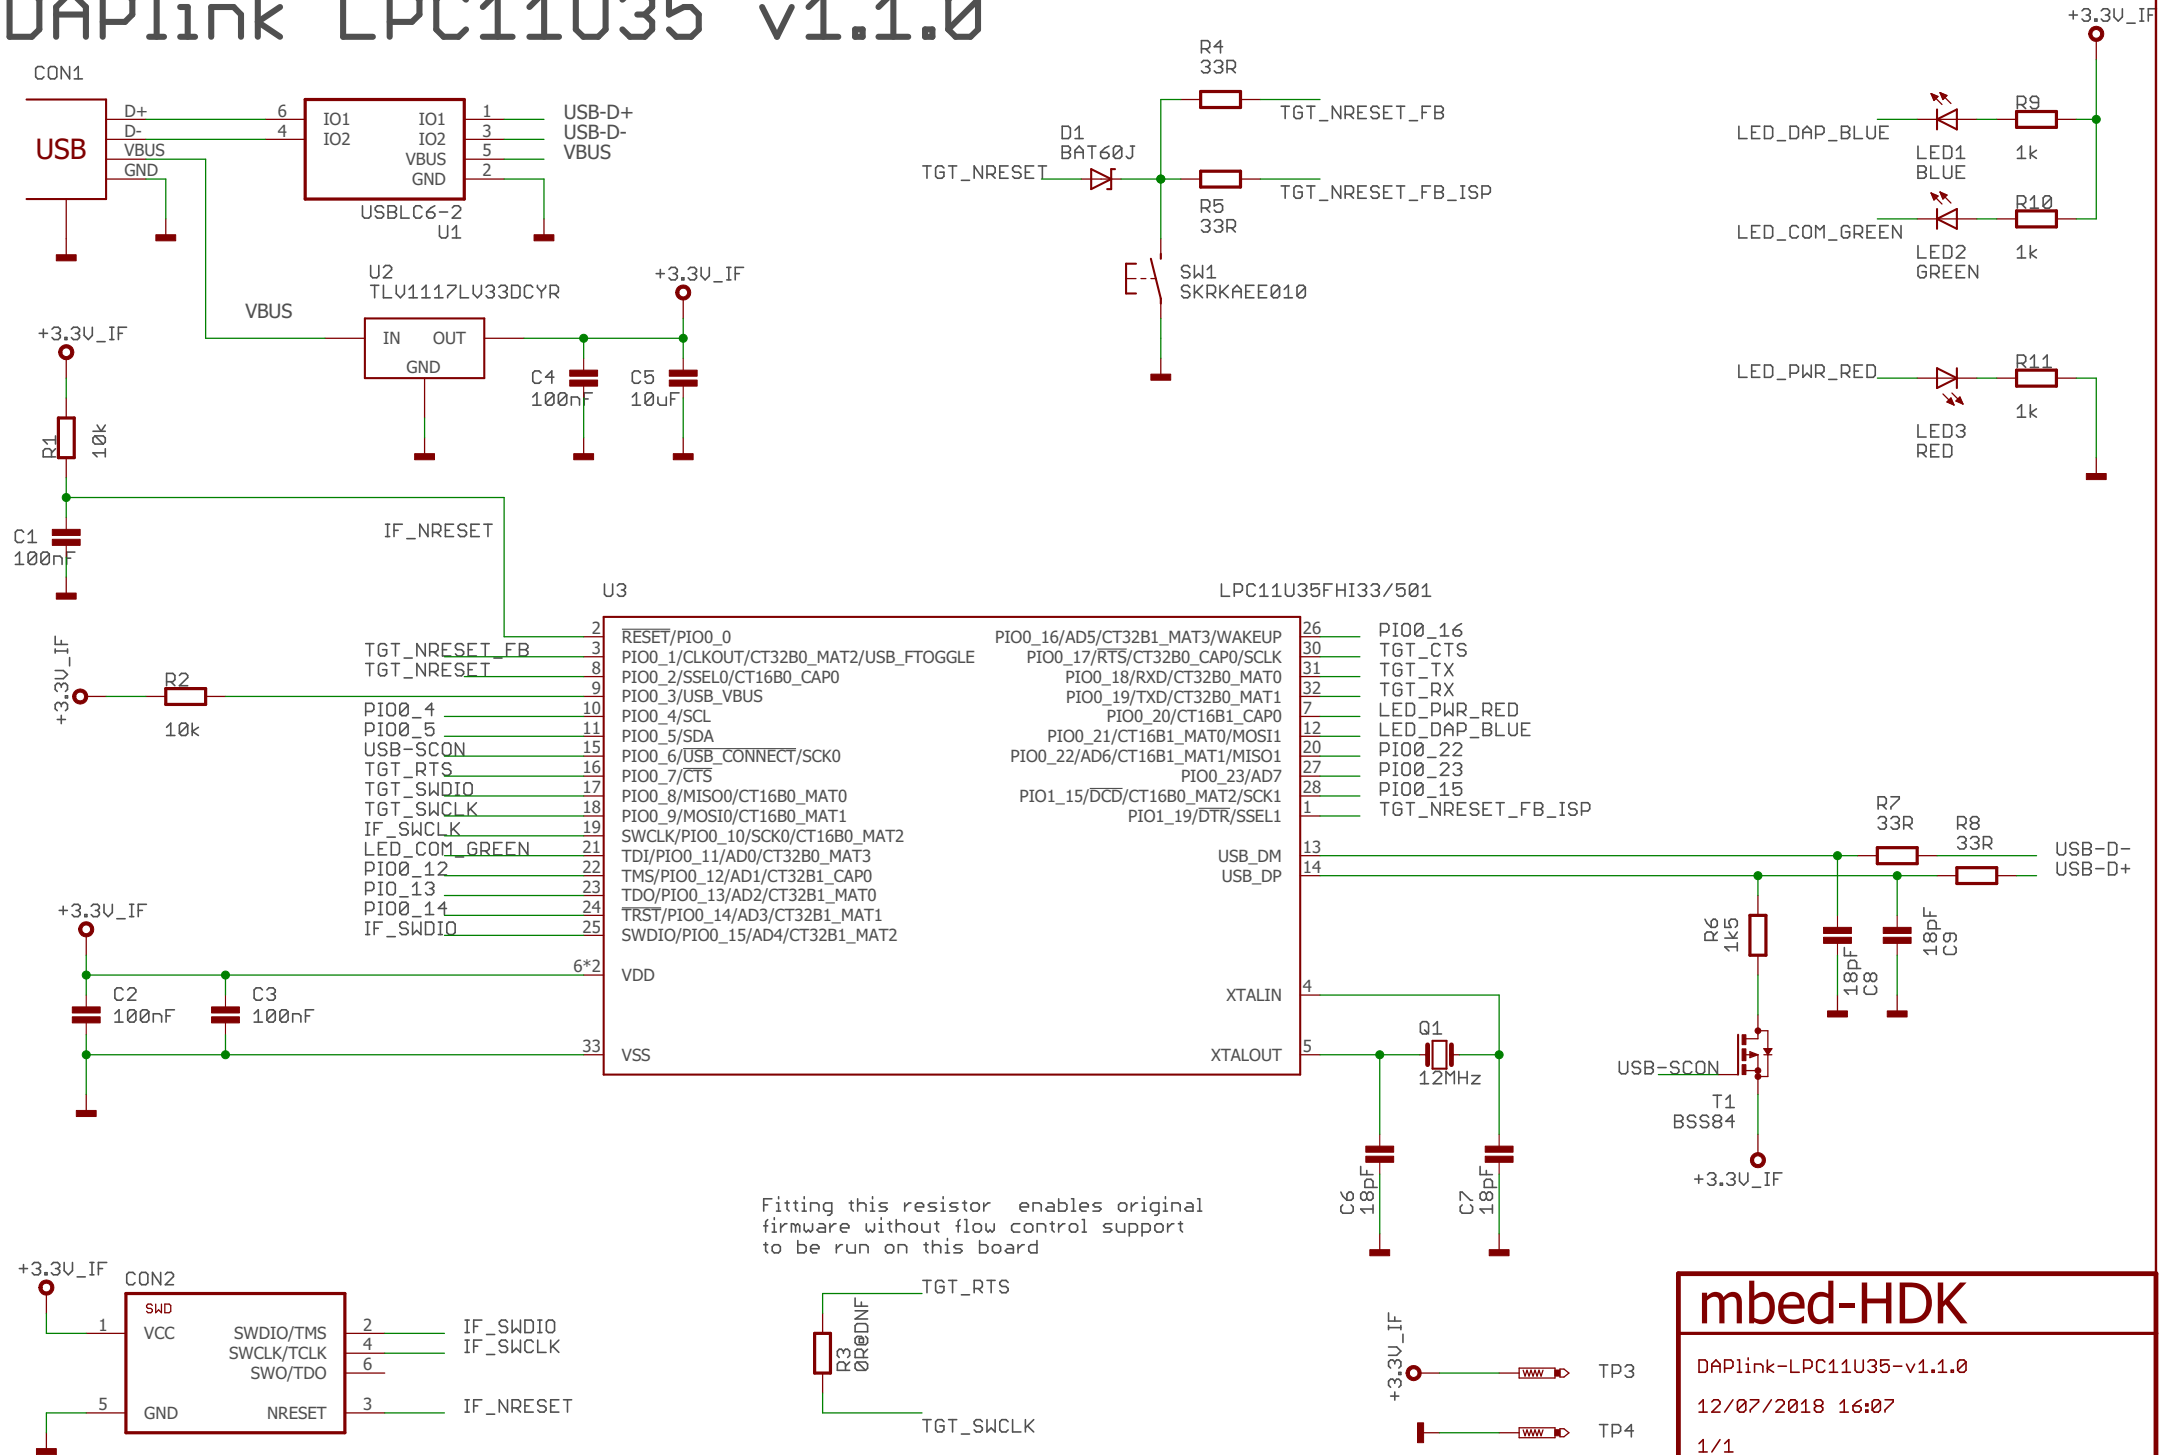 DAPlink LPC11U35 v1.1.0
CON1
USB
D+
D-
VBUS
GND
6
4
IO1
IO2
IO1
IO2
VBUS
GND
1
3
5
2
USB-D+
USB-D-
VBUS
USBLC6-2
U1
U2
TLV1117LV33DCYR
VBUS
IN
OUT
GND
+3.3V_IF
C4
100nF
C5
10uF
+3.3V_IF
R1
10k
C1
100nF
IF_NRESET
R4
33R
TGT_NRESET_FB
D1
BAT60J
TGT_NRESET
TGT_NRESET_FB_ISP
R5
33R
SW1
SKRKAEE010
+3.3V_IF
LED_DAP_BLUE
R9
LED1
BLUE
1k
LED_COM_GREEN
R10
LED2
GREEN
1k
LED_PWR_RED
R11
LED3
RED
1k
U3
LPC11U35FHI33/501
TGT_NRESET_FB
TGT_NRESET
+3.3V_IF
R2
10k
PIO0_4
PIO0_5
USB-SCON
TGT_RTS
TGT_SWDIO
TGT_SWCLK
IF_SWCLK
LED_COM_GREEN
PIO0_12
PIO_13
PIO0_14
IF_SWDIO
2
3
8
9
10
11
15
16
17
18
19
21
22
23
24
25
6*2
33
RESET/PIO0_0
PIO0_1/CLKOUT/CT32B0_MAT2/USB_FTOGGLE
PIO0_2/SSEL0/CT16B0_CAP0
PIO0_3/USB_VBUS
PIO0_4/SCL
PIO0_5/SDA
PIO0_6/USB_CONNECT/SCK0
PIO0_7/CTS
PIO0_8/MISO0/CT16B0_MAT0
PIO0_9/MOSI0/CT16B0_MAT1
SWCLK/PIO0_10/SCK0/CT16B0_MAT2
TDI/PIO0_11/AD0/CT32B0_MAT3
TMS/PIO0_12/AD1/CT32B1_CAP0
TDO/PIO0_13/AD2/CT32B1_MAT0
TRST/PIO0_14/AD3/CT32B1_MAT1
SWDIO/PIO0_15/AD4/CT32B1_MAT2
VDD
VSS
PIO0_16/AD5/CT32B1_MAT3/WAKEUP
PIO0_17/RTS/CT32B0_CAP0/SCLK
PIO0_18/RXD/CT32B0_MAT0
PIO0_19/TXD/CT32B0_MAT1
PIO0_20/CT16B1_CAP0
PIO0_21/CT16B1_MAT0/MOSI1
PIO0_22/AD6/CT16B1_MAT1/MISO1
PIO0_23/AD7
PIO1_15/DCD/CT16B0_MAT2/SCK1
PIO1_19/DTR/SSEL1
USB_DM
USB_DP
XTALIN
XTALOUT
26
30
31
32
7
12
20
27
28
1
13
14
4
5
PIO0_16
TGT_CTS
TGT_TX
TGT_RX
LED_PWR_RED
LED_DAP_BLUE
PIO0_22
PIO0_23
PIO0_15
TGT_NRESET_FB_ISP
R7
33R
R8
33R
USB-D-
USB-D+
R6
1k5
18pF
C8
18pF
C9
USB-SCON
T1
BSS84
+3.3V_IF
Q1
12MHz
C6
18pF
C7
18pF
+3.3V_IF
C2
100nF
C3
100nF
Fitting this resistor enables original
firmware without flow control support
to be run on this board
TGT_RTS
R3
0R@DNF
TGT_SWCLK
+3.3V_IF
CON2
SWD
1
VCC
5
GND
SWDIO/TMS
SWCLK/TCLK
SWO/TDO
NRESET
2
4
6
3
IF_SWDIO
IF_SWCLK
IF_NRESET
+3.3V_IF
TP3
TP4
mbed-HDK
DAPlink-LPC11U35-v1.1.0
12/07/2018 16:07
1/1